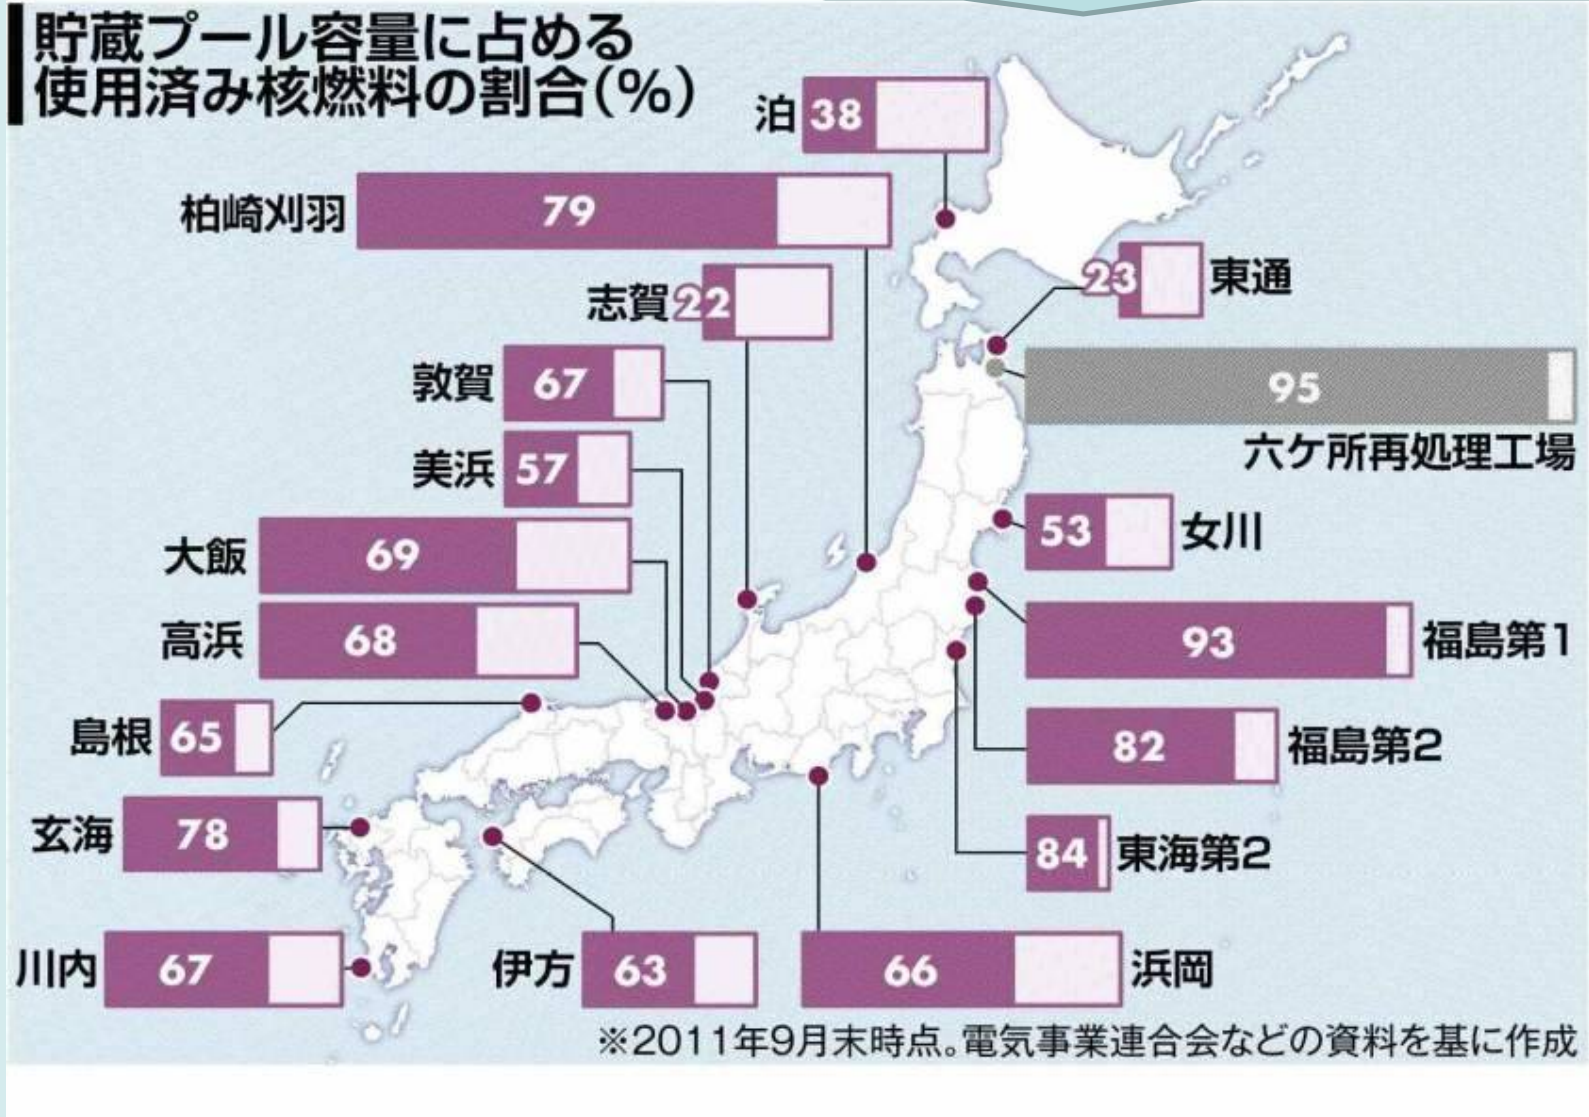 貯蔵プール容量に占める
使用済み核燃料の割合(%)
泊 38
柏崎刈羽 79
志賀 22
23 東通
敦賀 67
95
六ケ所再処理工場
美浜 57
大飯 69
53 女川
高浜 68
93 福島第1
島根 65
82 福島第2
玄海 78
84 東海第2
川内 67
伊方 63
66 浜岡
※2011年9月末時点。電気事業連合会などの資料を基に作成